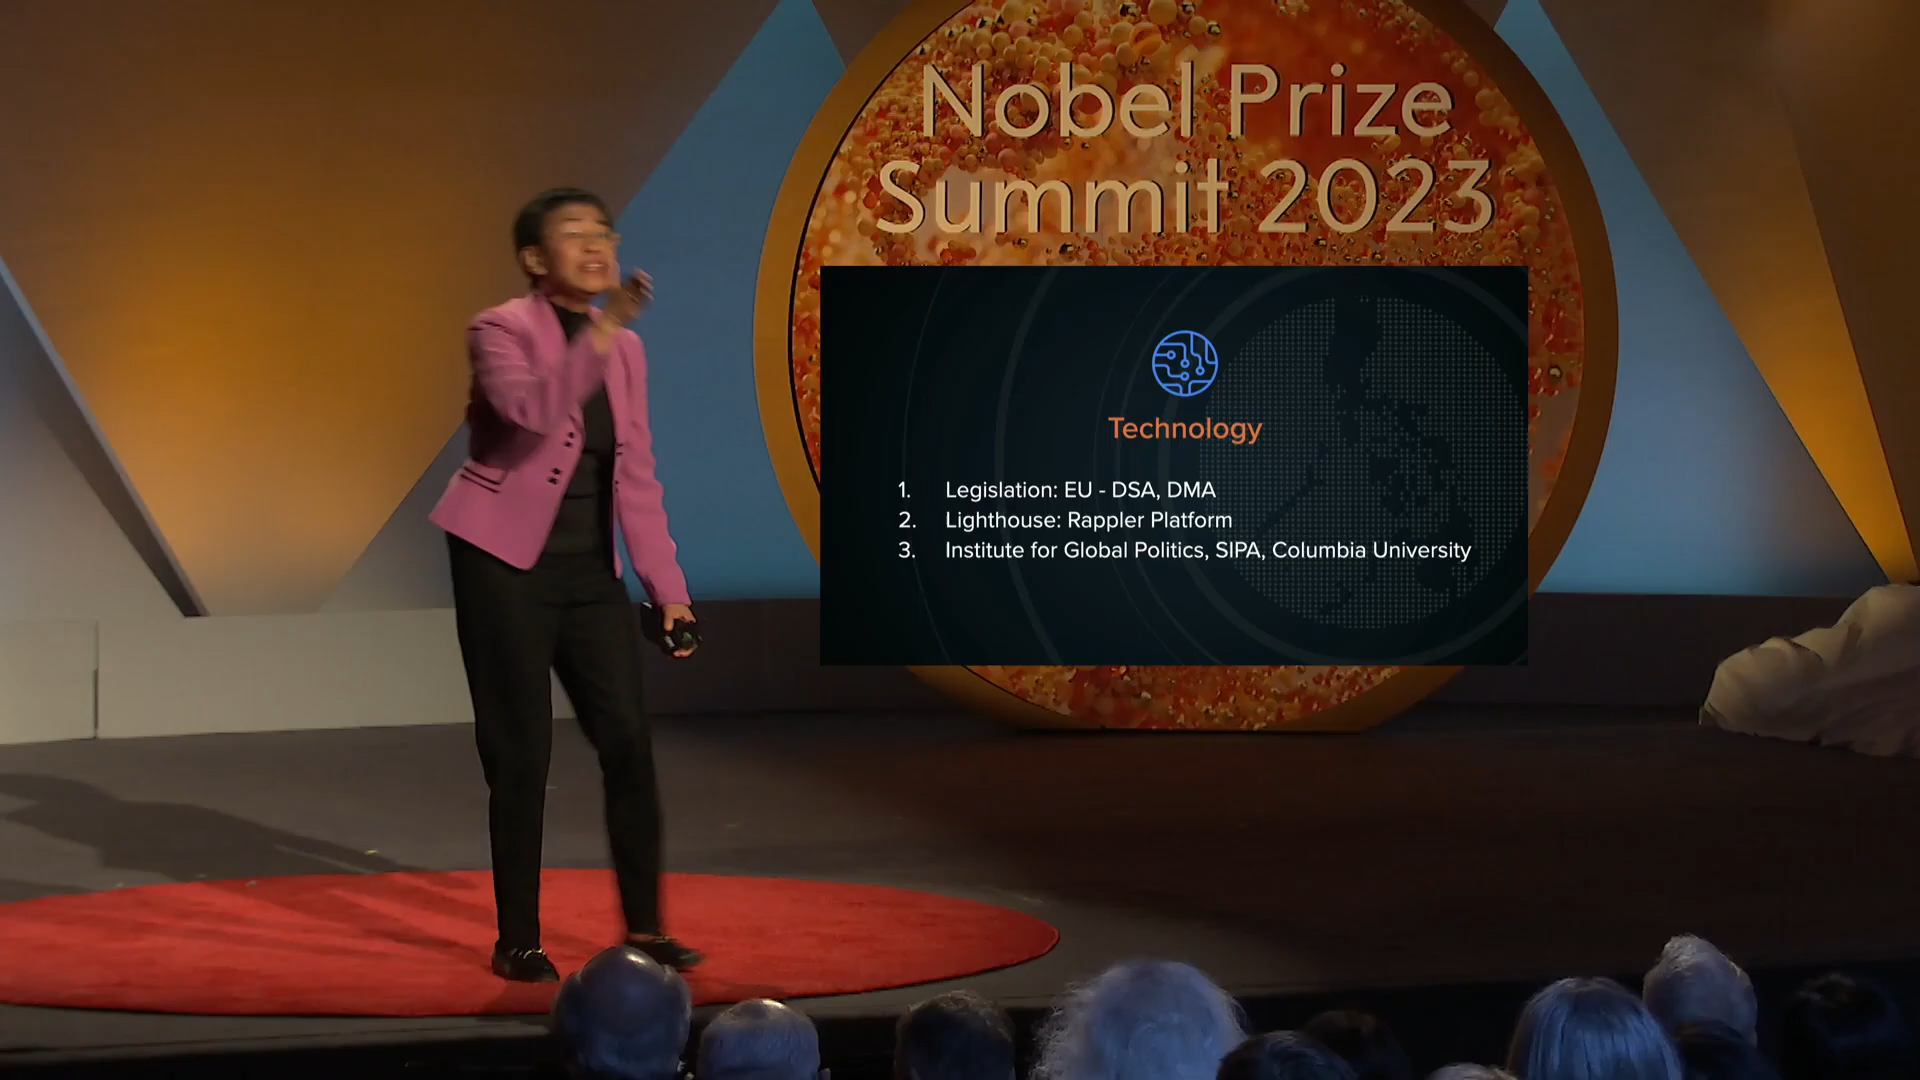 Nobel Prize
Summit 2023
Technology
1. Legislation: EU - DSA, DMA
2. Lighthouse: Rappler Platform
3. Institute for Global Politics, SIPA, Columbia University